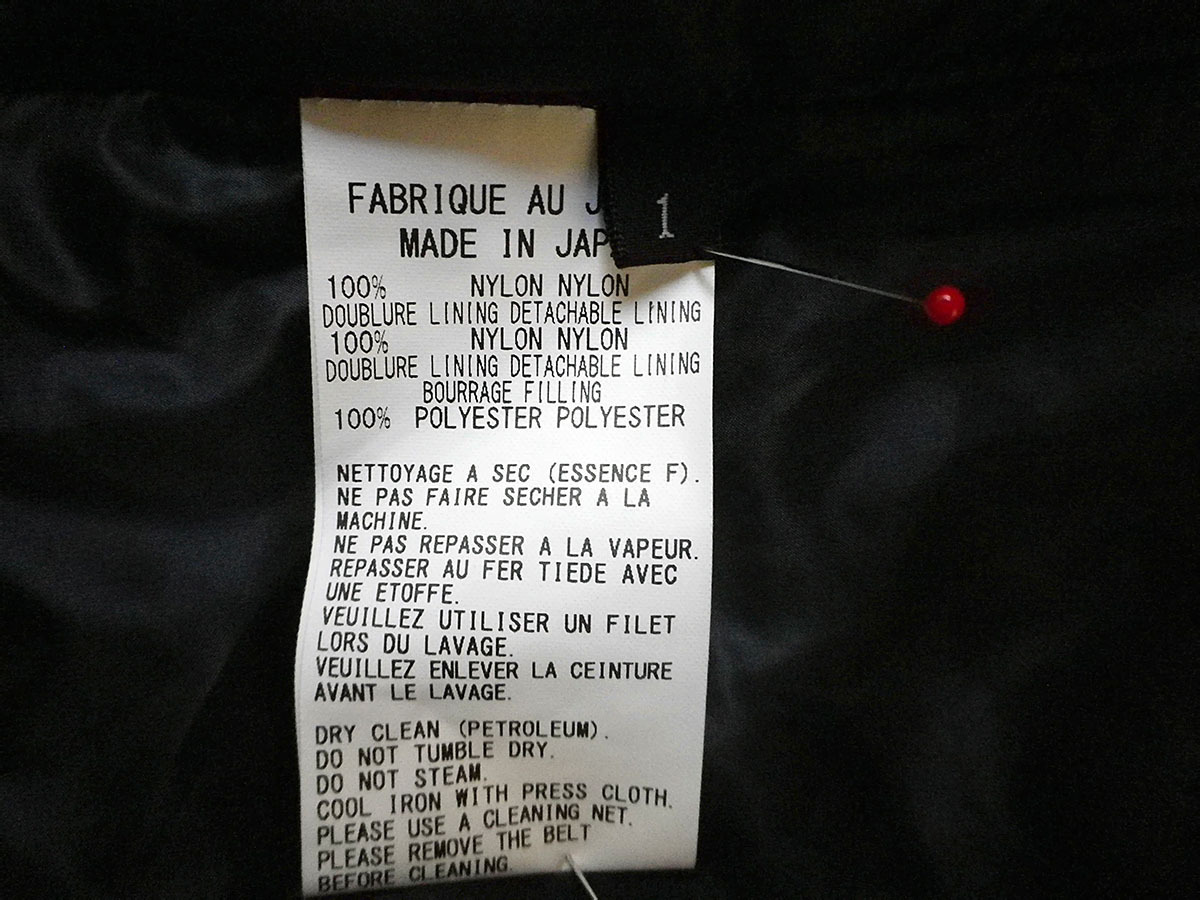 FABRIQUE AU J
1
MADE IN JAP
100% NYLON NYLON
DOUBLURE LINING DETACHABLE LINING
100% NYLON NYLON
DOUBLURE LINING DETACHABLE LINING
BOURRAGE FILLING
100% POLYESTER POLYESTER
NETTOYAGE A SEC (ESSENCE F).
NE PAS FAIRE SECHER A LA
MACHINE.
NE PAS REPASSER A LA VAPEUR.
REPASSER AU FER TIEDE AVEC
UNE ETOFFE.
VEUILLEZ UTILISER UN FILET
LORS DU LAVAGE.
VEUILLEZ ENLEVER LA CEINTURE
AVANT LE LAVAGE.
DRY CLEAN (PETROLEUM).
DO NOT TUMBLE DRY.
DO NOT STEAM.
COOL IRON WITH PRESS CLOTH.
PLEASE USE A CLEANING NET.
PLEASE REMOVE THE BELT
BEFORE CLEANING.